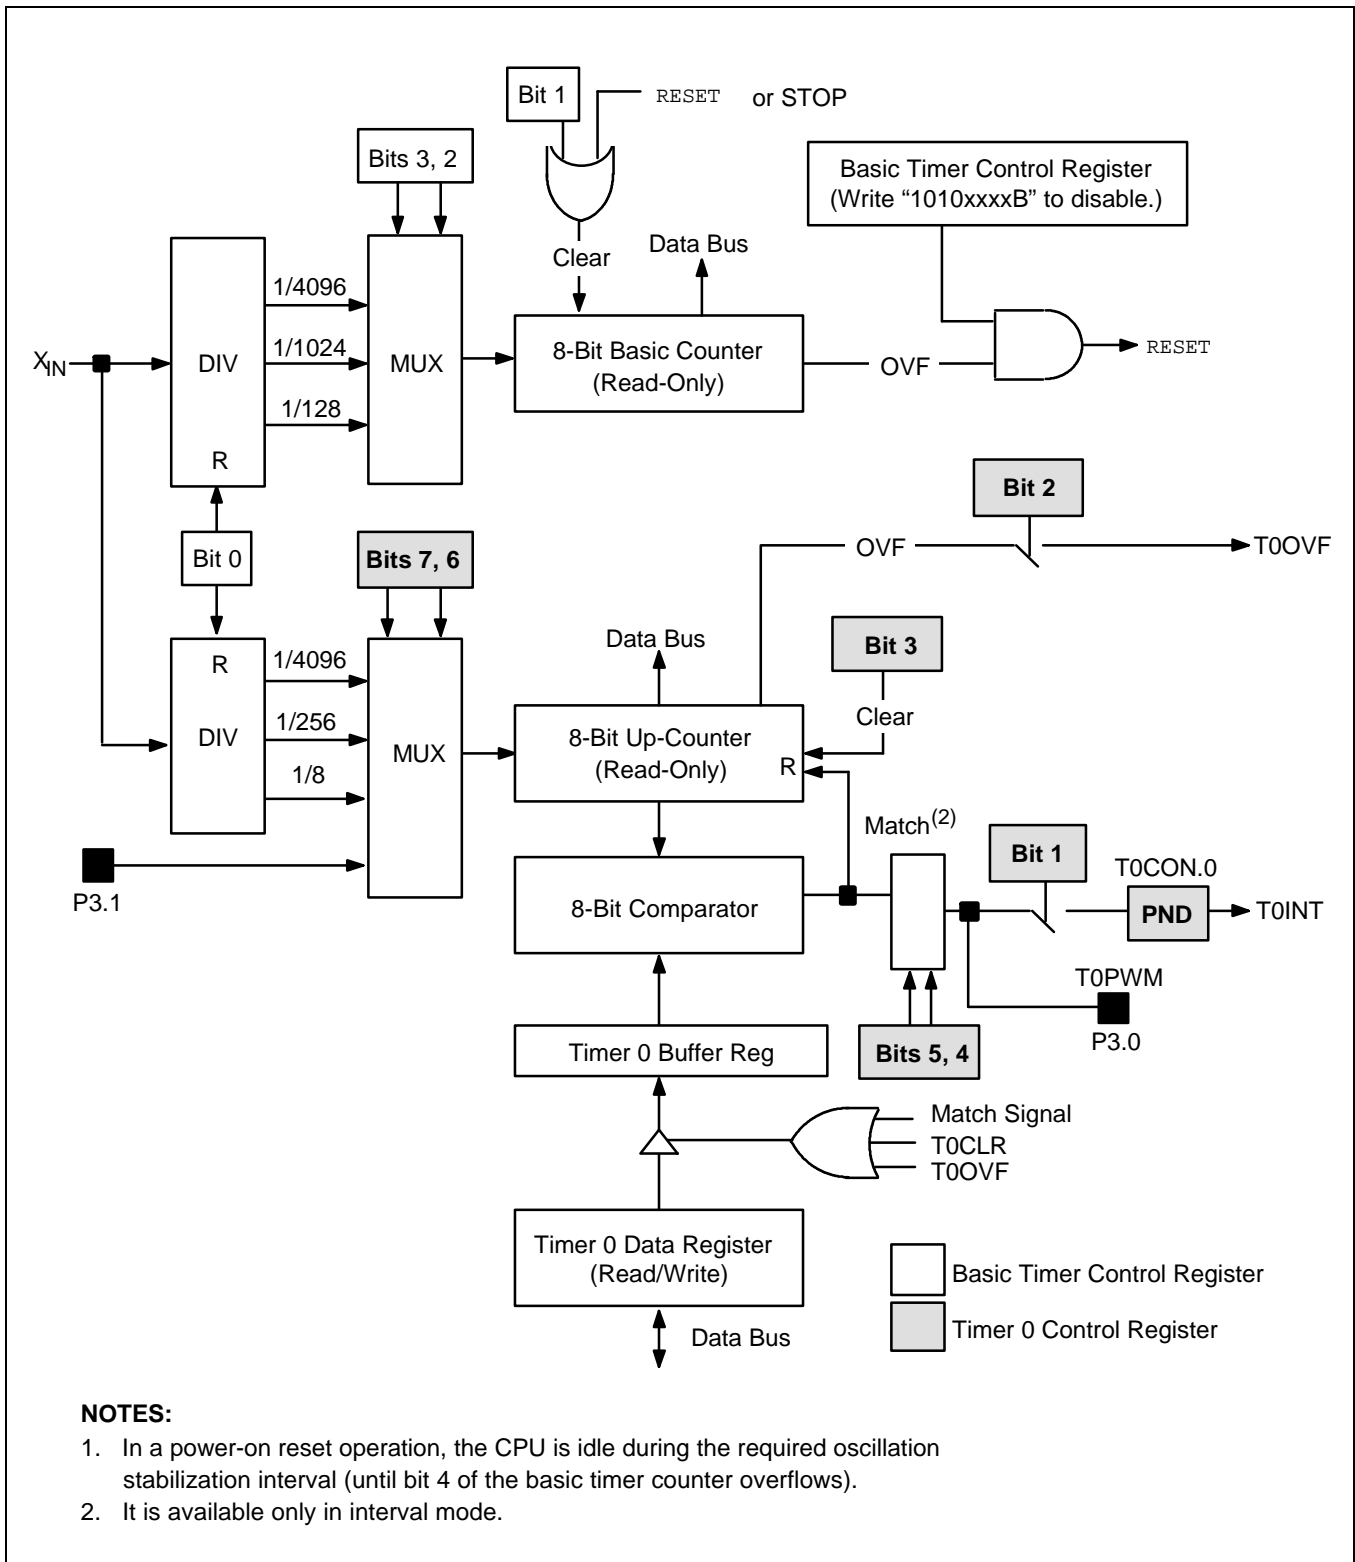 Bit 1
RESET or STOP
Bits 3, 2
Basic Timer Control Register
(Write “1010xxxxB” to disable.)
Clear
Data Bus
1/4096
XIN
DIV
1/1024
MUX
8-Bit Basic Counter
(Read-Only)
OVF
RESET
1/128
R
Bit 2
Bit 0
Bits 7, 6
OVF
T0OVF
Data Bus
Bit 3
R
1/4096
Clear
DIV
1/256
MUX
8-Bit Up-Counter
(Read-Only)
R
1/8
Match(2)
Bit 1
T0CON.0
P3.1
8-Bit Comparator
PND
T0INT
T0PWM
Timer 0 Buffer Reg
Bits 5, 4
P3.0
Match Signal
T0CLR
T0OVF
Timer 0 Data Register
(Read/Write)
Basic Timer Control Register
Timer 0 Control Register
Data Bus
NOTES:
1. In a power-on reset operation, the CPU is idle during the required oscillation
stabilization interval (until bit 4 of the basic timer counter overflows).
2. It is available only in interval mode.